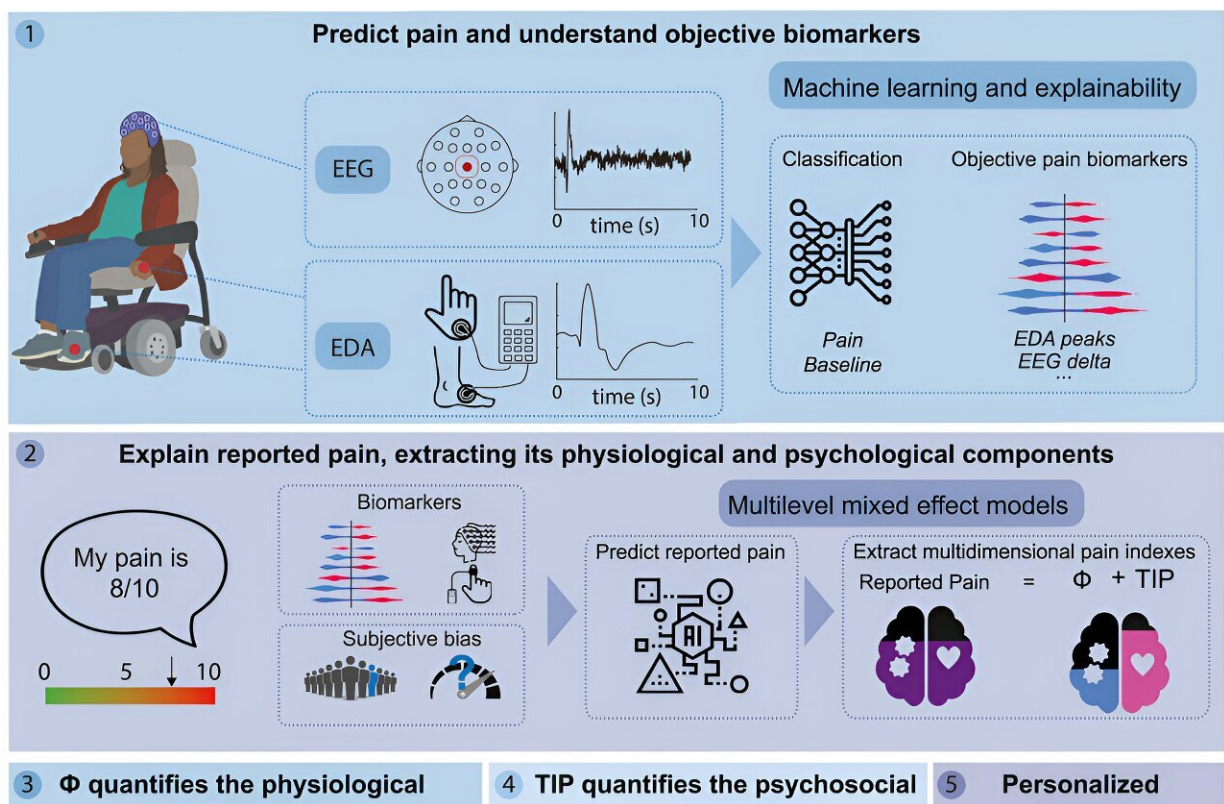 1 Predict pain and understand objective biomarkers
Machine learning and explainability
EEG
0 10
time (s)
EDA
0 10
time (s)
Classification
Pain
Baseline
Objective pain biomarkers
EDA peaks
EEG delta
...
2 Explain reported pain, extracting its physiological and psychological components
My pain is
8/10
0 5 10
Biomarkers
Subjective bias
?
Multilevel mixed effect models
Predict reported pain
AI
Extract multidimensional pain indexes
Reported Pain = Φ + TIP
3 Φ quantifies the physiological
4 TIP quantifies the psychosocial
5 Personalized